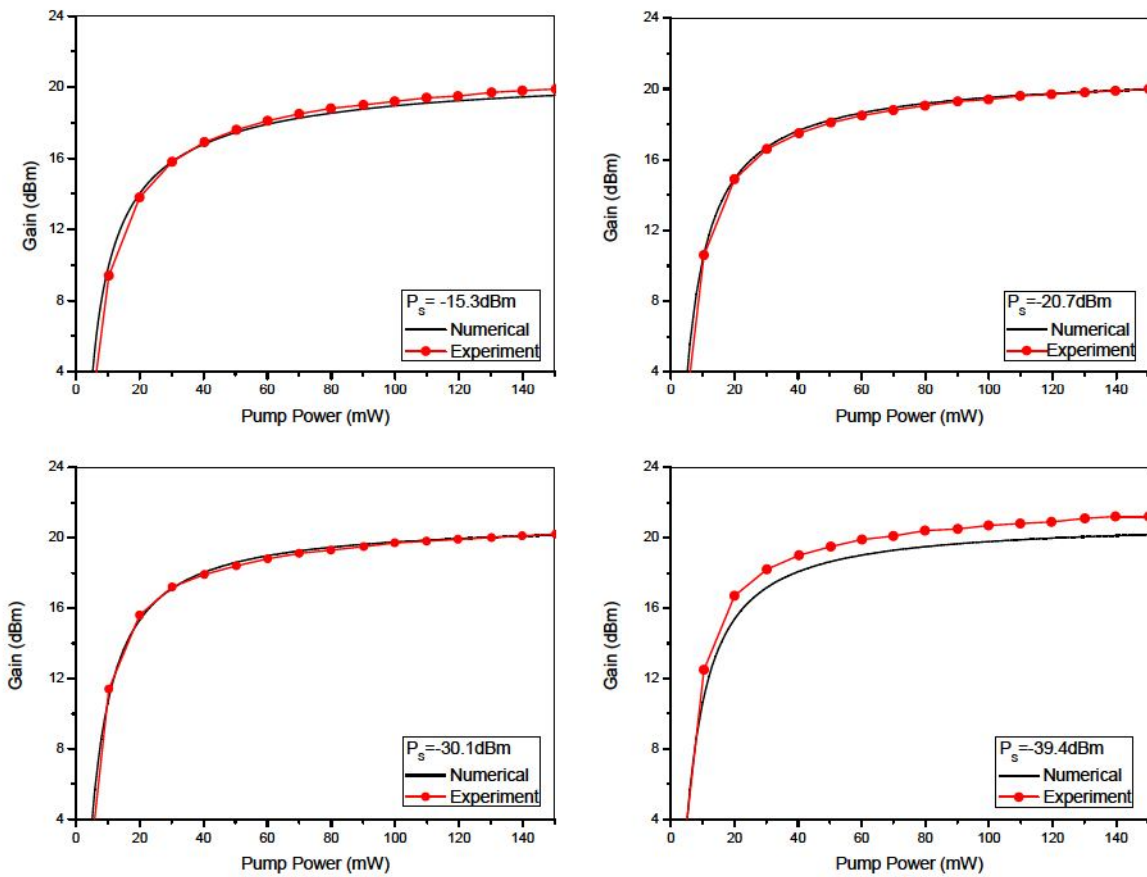 24
20
16
12
8
4
Gain (dBm)
P_s= -15.3dBm
Numerical
Experiment
0 20 40 60 80 100 120 140
Pump Power (mW)
24
20
16
12
8
4
Gain (dBm)
P_s=-20.7dBm
Numerical
Experiment
0 20 40 60 80 100 120 140
Pump Power (mW)
24
20
16
12
8
4
Gain (dBm)
P_s=-30.1dBm
Numerical
Experiment
0 20 40 60 80 100 120 140
Pump Power (mW)
24
20
16
12
8
4
Gain (dBm)
P_s=-39.4dBm
Numerical
Experiment
0 20 40 60 80 100 120 140
Pump Power (mW)